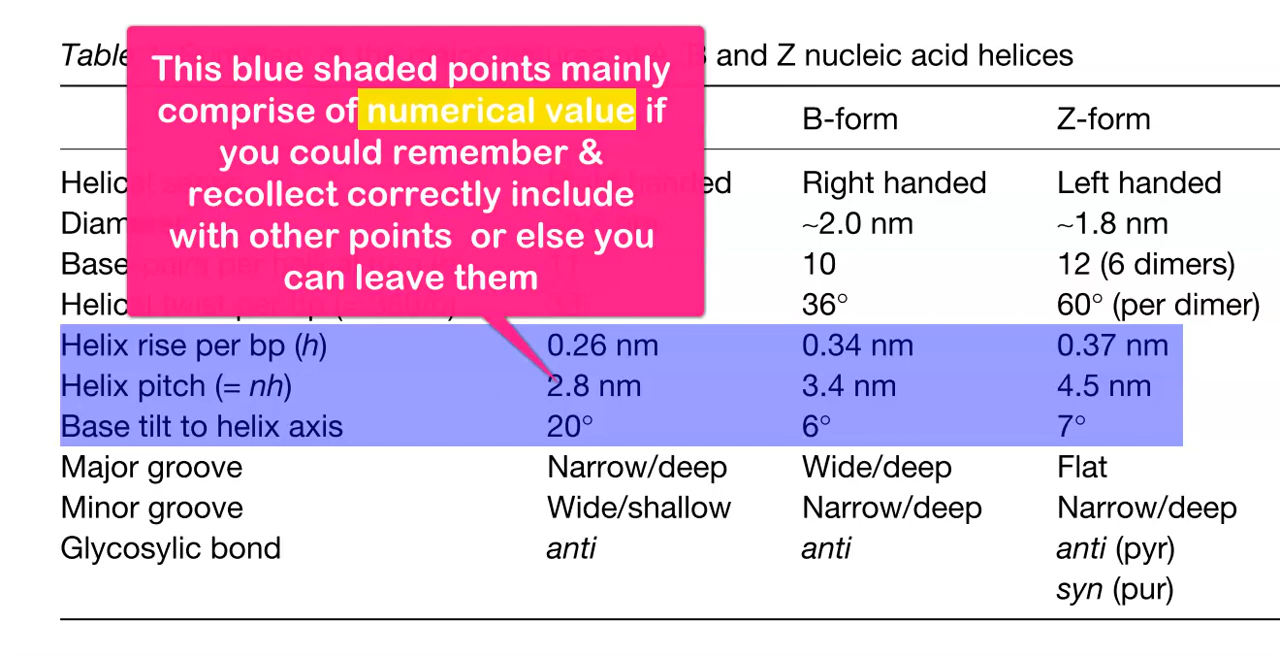 Table B and Z nucleic acid helices
This blue shaded points mainly
comprise of numerical value if
you could remember &
recollect correctly include
with other points or else you
can leave them
B-form Z-form
Right handed Left handed
~2.0 nm ~1.8 nm
Base 10 12 (6 dimers)
36° 60° (per dimer)
Helix rise per bp (h) 0.26 nm 0.34 nm 0.37 nm
Helix pitch (= nh) 2.8 nm 3.4 nm 4.5 nm
Base tilt to helix axis 20° 6° 7°
Major groove Narrow/deep Wide/deep Flat
Minor groove Wide/shallow Narrow/deep Narrow/deep
Glycosylic bond anti anti anti (pyr)
syn (pur)